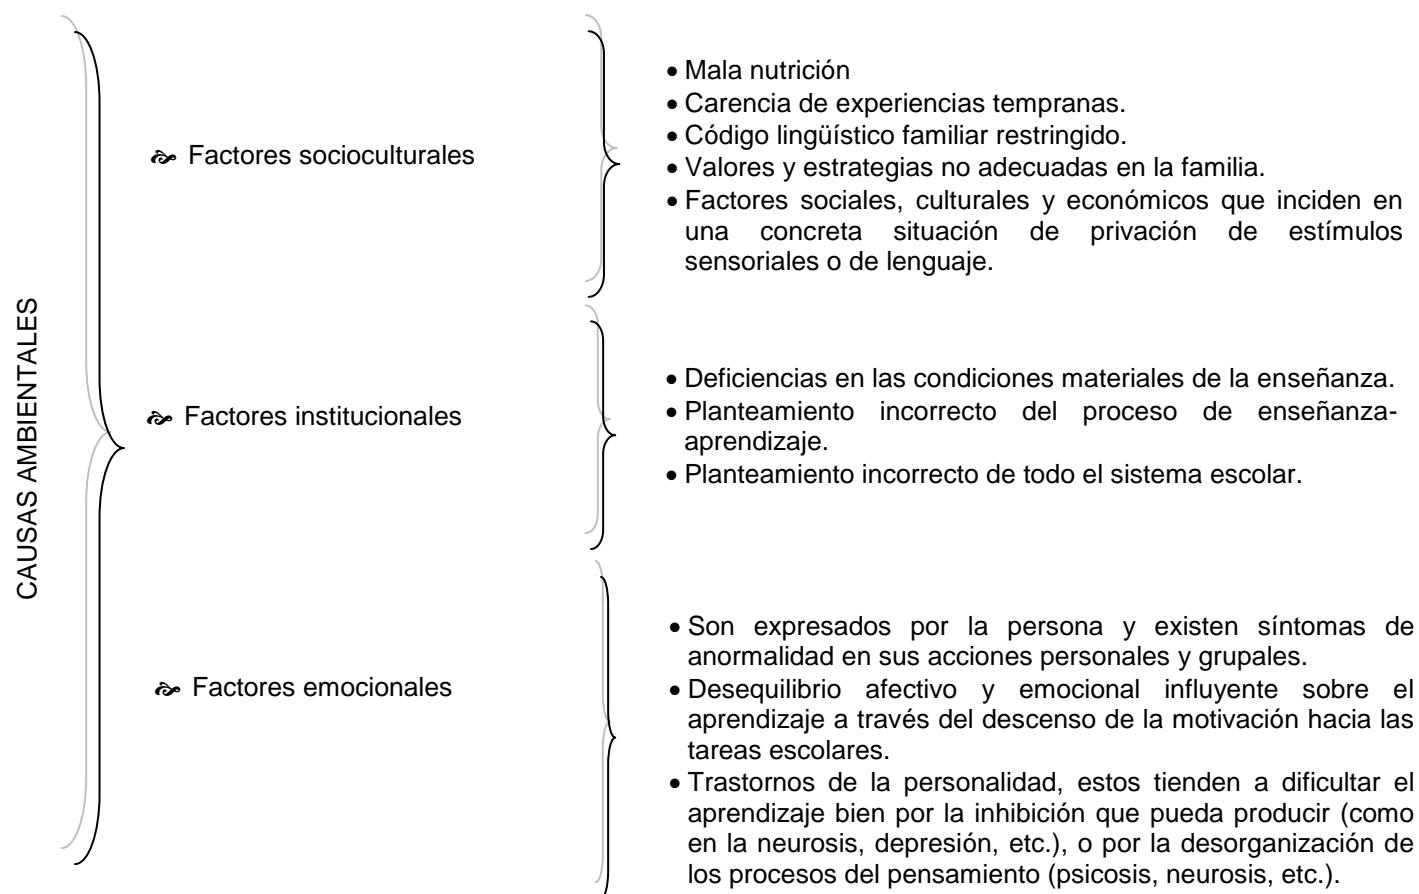 CAUSAS AMBIENTALES
Factores socioculturales
• Mala nutrición
• Carencia de experiencias tempranas.
• Código lingüístico familiar restringido.
• Valores y estrategias no adecuadas en la familia.
• Factores sociales, culturales y económicos que inciden en
una concreta situación de privación de estímulos
sensoriales o de lenguaje.
Factores institucionales
• Deficiencias en las condiciones materiales de la enseñanza.
• Planteamiento incorrecto del proceso de enseñanza-
aprendizaje.
• Planteamiento incorrecto de todo el sistema escolar.
Factores emocionales
• Son expresados por la persona y existen síntomas de
anormalidad en sus acciones personales y grupales.
• Desequilibrio afectivo y emocional influyente sobre el
aprendizaje a través del descenso de la motivación hacia las
tareas escolares.
• Trastornos de la personalidad, estos tienden a dificultar el
aprendizaje bien por la inhibición que pueda producir (como
en la neurosis, depresión, etc.), o por la desorganización de
los procesos del pensamiento (psicosis, neurosis, etc.).